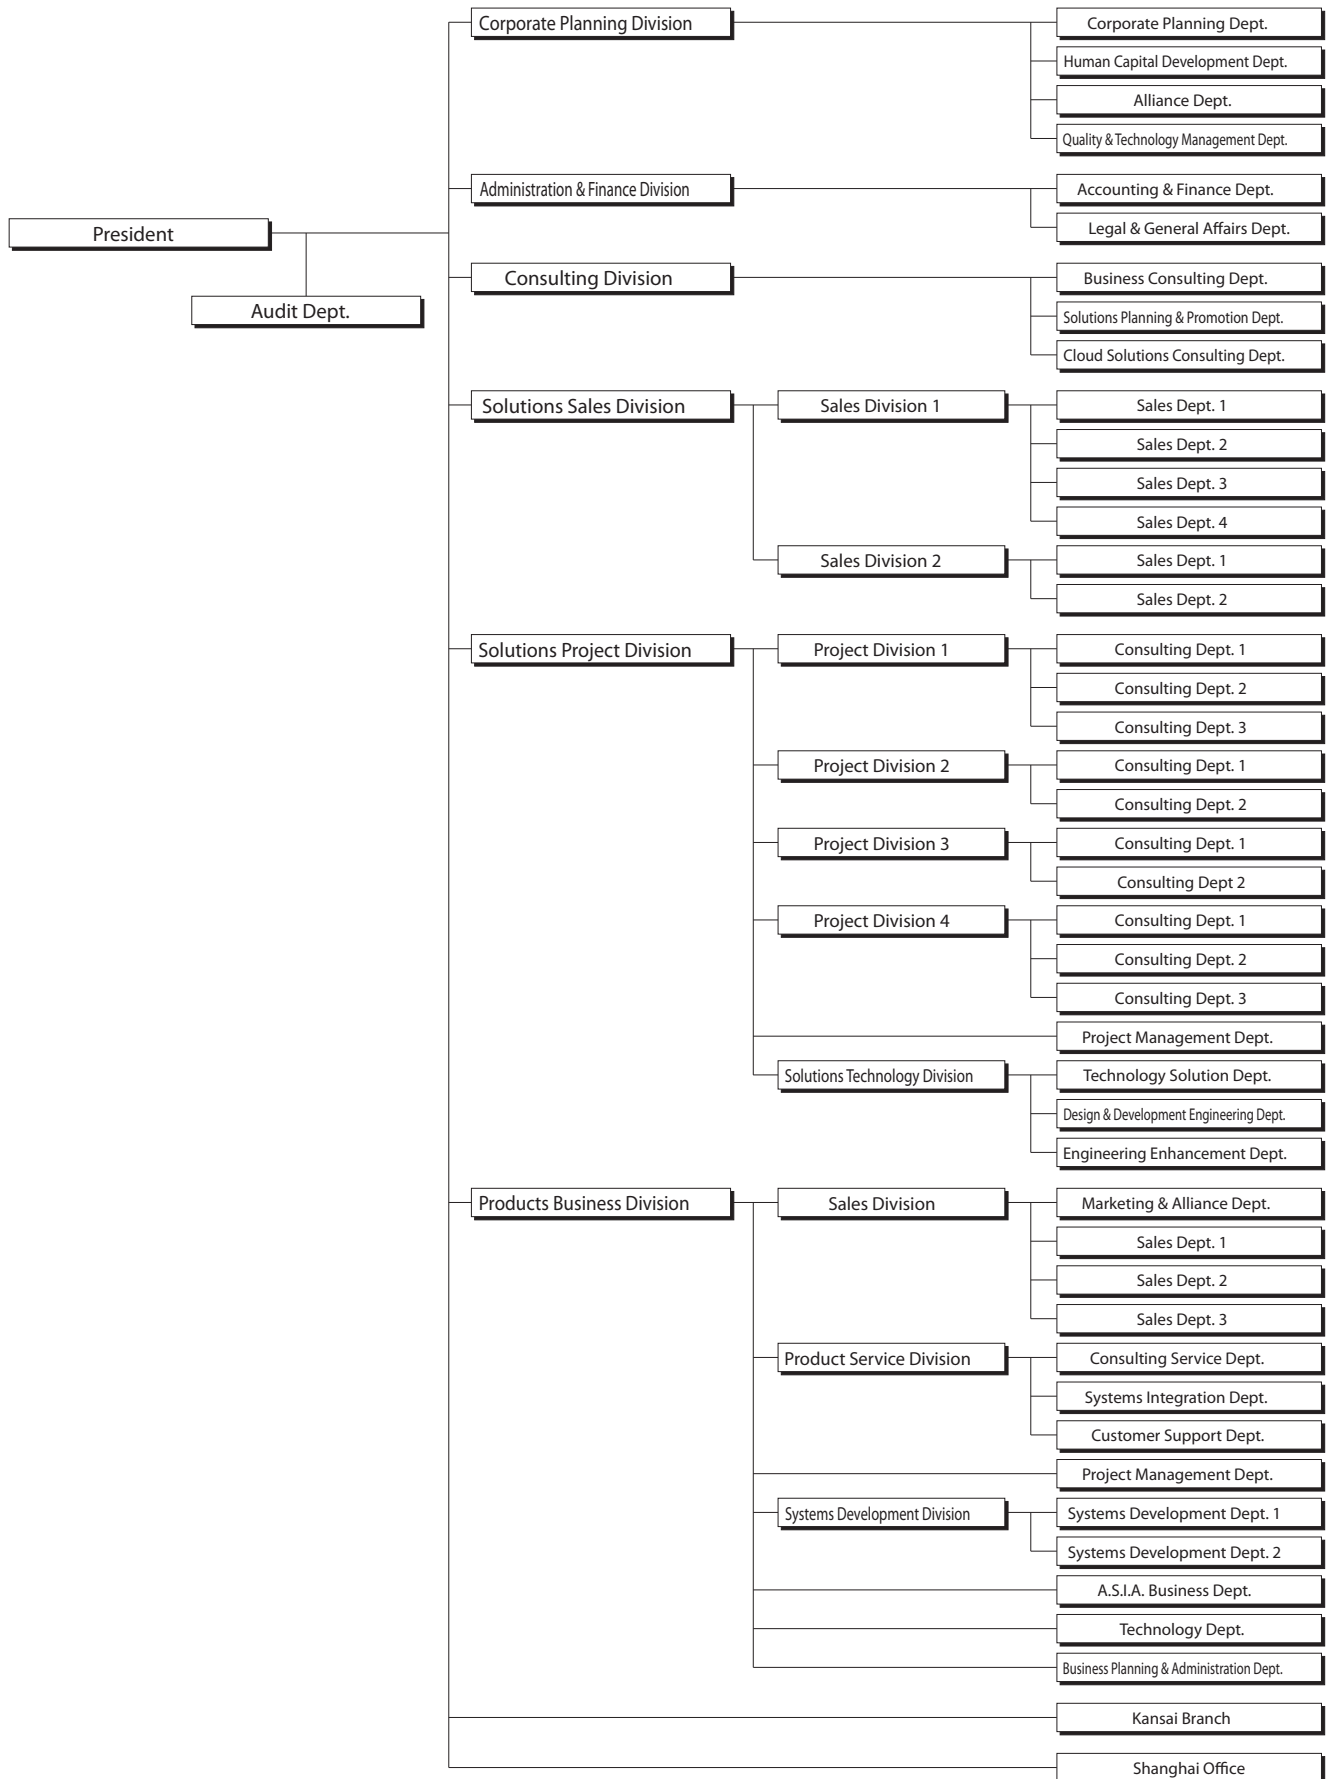 President
Audit Dept.
Corporate Planning Division
Corporate Planning Dept.
Human Capital Development Dept.
Alliance Dept.
Quality & Technology Management Dept.
Administration & Finance Division
Accounting & Finance Dept.
Legal & General Affairs Dept.
Consulting Division
Business Consulting Dept.
Solutions Planning & Promotion Dept.
Cloud Solutions Consulting Dept.
Solutions Sales Division
Sales Division 1
Sales Dept. 1
Sales Dept. 2
Sales Dept. 3
Sales Dept. 4
Sales Division 2
Sales Dept. 1
Sales Dept. 2
Solutions Project Division
Project Division 1
Consulting Dept. 1
Consulting Dept. 2
Consulting Dept. 3
Project Division 2
Consulting Dept. 1
Consulting Dept. 2
Project Division 3
Consulting Dept. 1
Consulting Dept 2
Project Division 4
Consulting Dept. 1
Consulting Dept. 2
Consulting Dept. 3
Project Management Dept.
Solutions Technology Division
Technology Solution Dept.
Design & Development Engineering Dept.
Engineering Enhancement Dept.
Products Business Division
Sales Division
Marketing & Alliance Dept.
Sales Dept. 1
Sales Dept. 2
Sales Dept. 3
Product Service Division
Consulting Service Dept.
Systems Integration Dept.
Customer Support Dept.
Project Management Dept.
Systems Development Division
Systems Development Dept. 1
Systems Development Dept. 2
A.S.I.A. Business Dept.
Technology Dept.
Business Planning & Administration Dept.
Kansai Branch
Shanghai Office